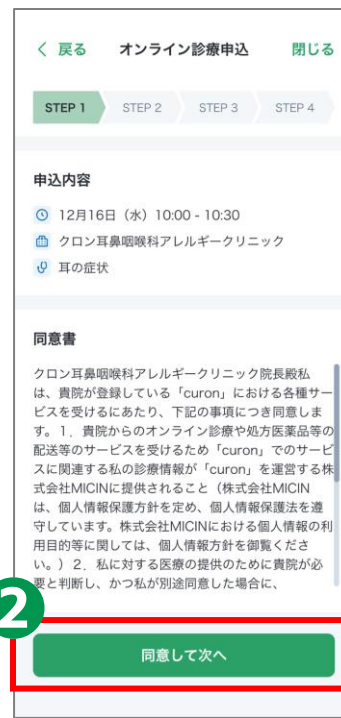 戻る オンライン診療申込 閉じる
STEP 1 STEP 2 STEP 3 STEP 4
申込内容
12月16日（水）10:00 - 10:30
クロン耳鼻咽喉科アレルギークリニック
耳の症状
同意書
クロン耳鼻咽喉科アレルギークリニック院長殿私
は、貴院が登録している「curon」における各種サー
ビスを受けるにあたり、下記の事項につき同意しま
す。１．貴院からのオンライン診療や処方医薬品等の
配送等のサービスを受けるため「curon」でのサービ
スに関連する私の診療情報が「curon」を運営する株
式会社MICINに提供されること（株式会社MICIN
は、個人情報保護方針を定め、個人情報保護法を遵
守しています。株式会社MICINにおける個人情報の利
用目的等に関しては、個人情報方針を御覧くださ
い。）２．私に対する医療の提供のために貴院が必
要と判断し、かつ私が別途同意した場合に、
2
同意して次へ